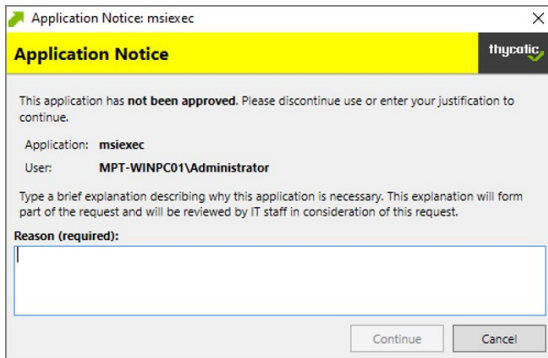 Application Notice: msiexec
Application Notice
thycotic
This application has not been approved. Please discontinue use or enter your justification to
continue.
Application: msiexec
User: MPT-WINPC01\Administrator
Type a brief explanation describing why this application is necessary. This explanation will form
part of the request and will be reviewed by IT staff in consideration of this request.
Reason (required):
Continue
Cancel